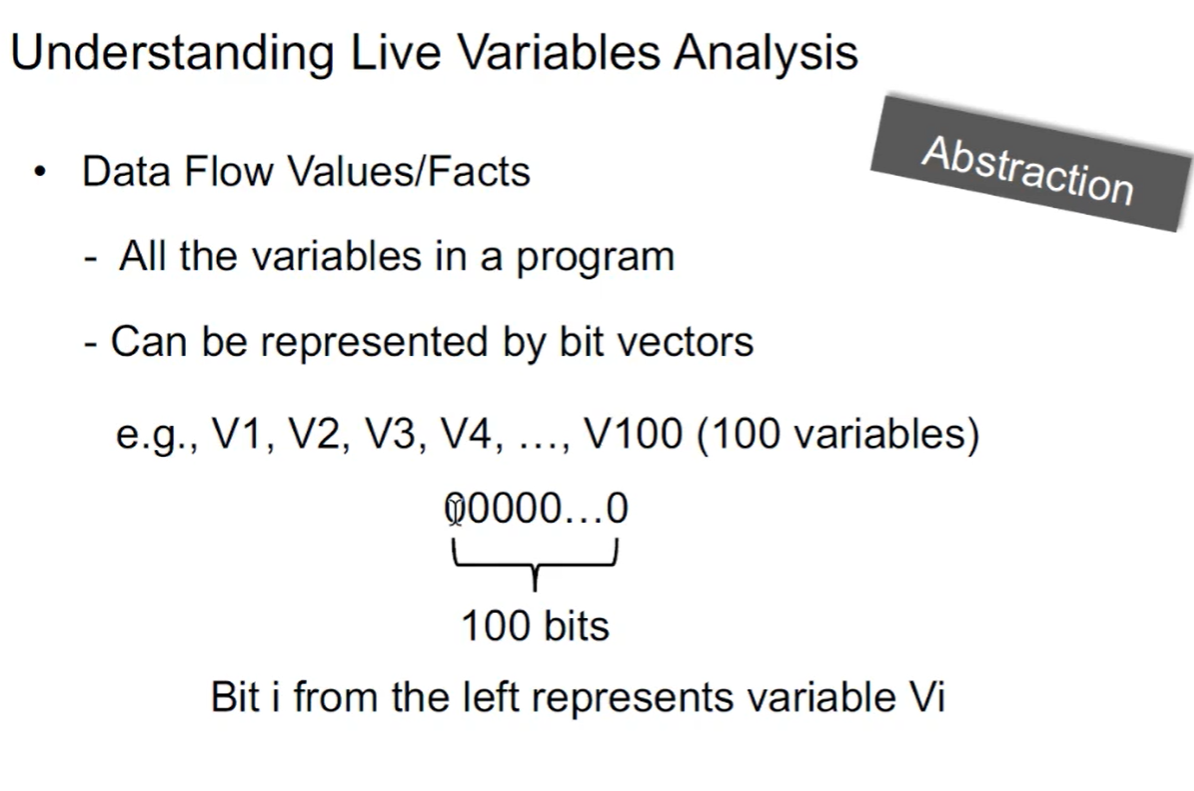 Understanding Live Variables Analysis
Abstraction
• Data Flow Values/Facts
- All the variables in a program
- Can be represented by bit vectors
e.g., V1, V2, V3, V4, …, V100 (100 variables)
00000…0
100 bits
Bit i from the left represents variable Vi